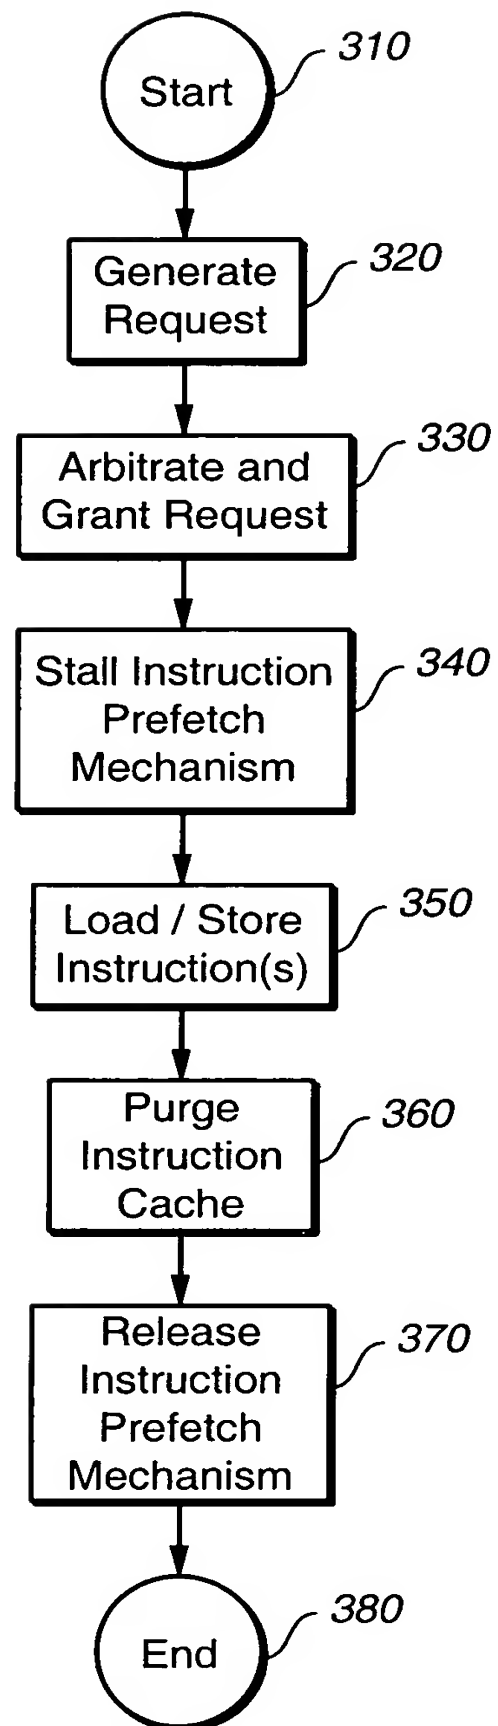 310
Start
320
Generate
Request
330
Arbitrate and
Grant Request
340
Stall Instruction
Prefetch
Mechanism
350
Load / Store
Instruction(s)
360
Purge
Instruction
Cache
370
Release
Instruction
Prefetch
Mechanism
380
End